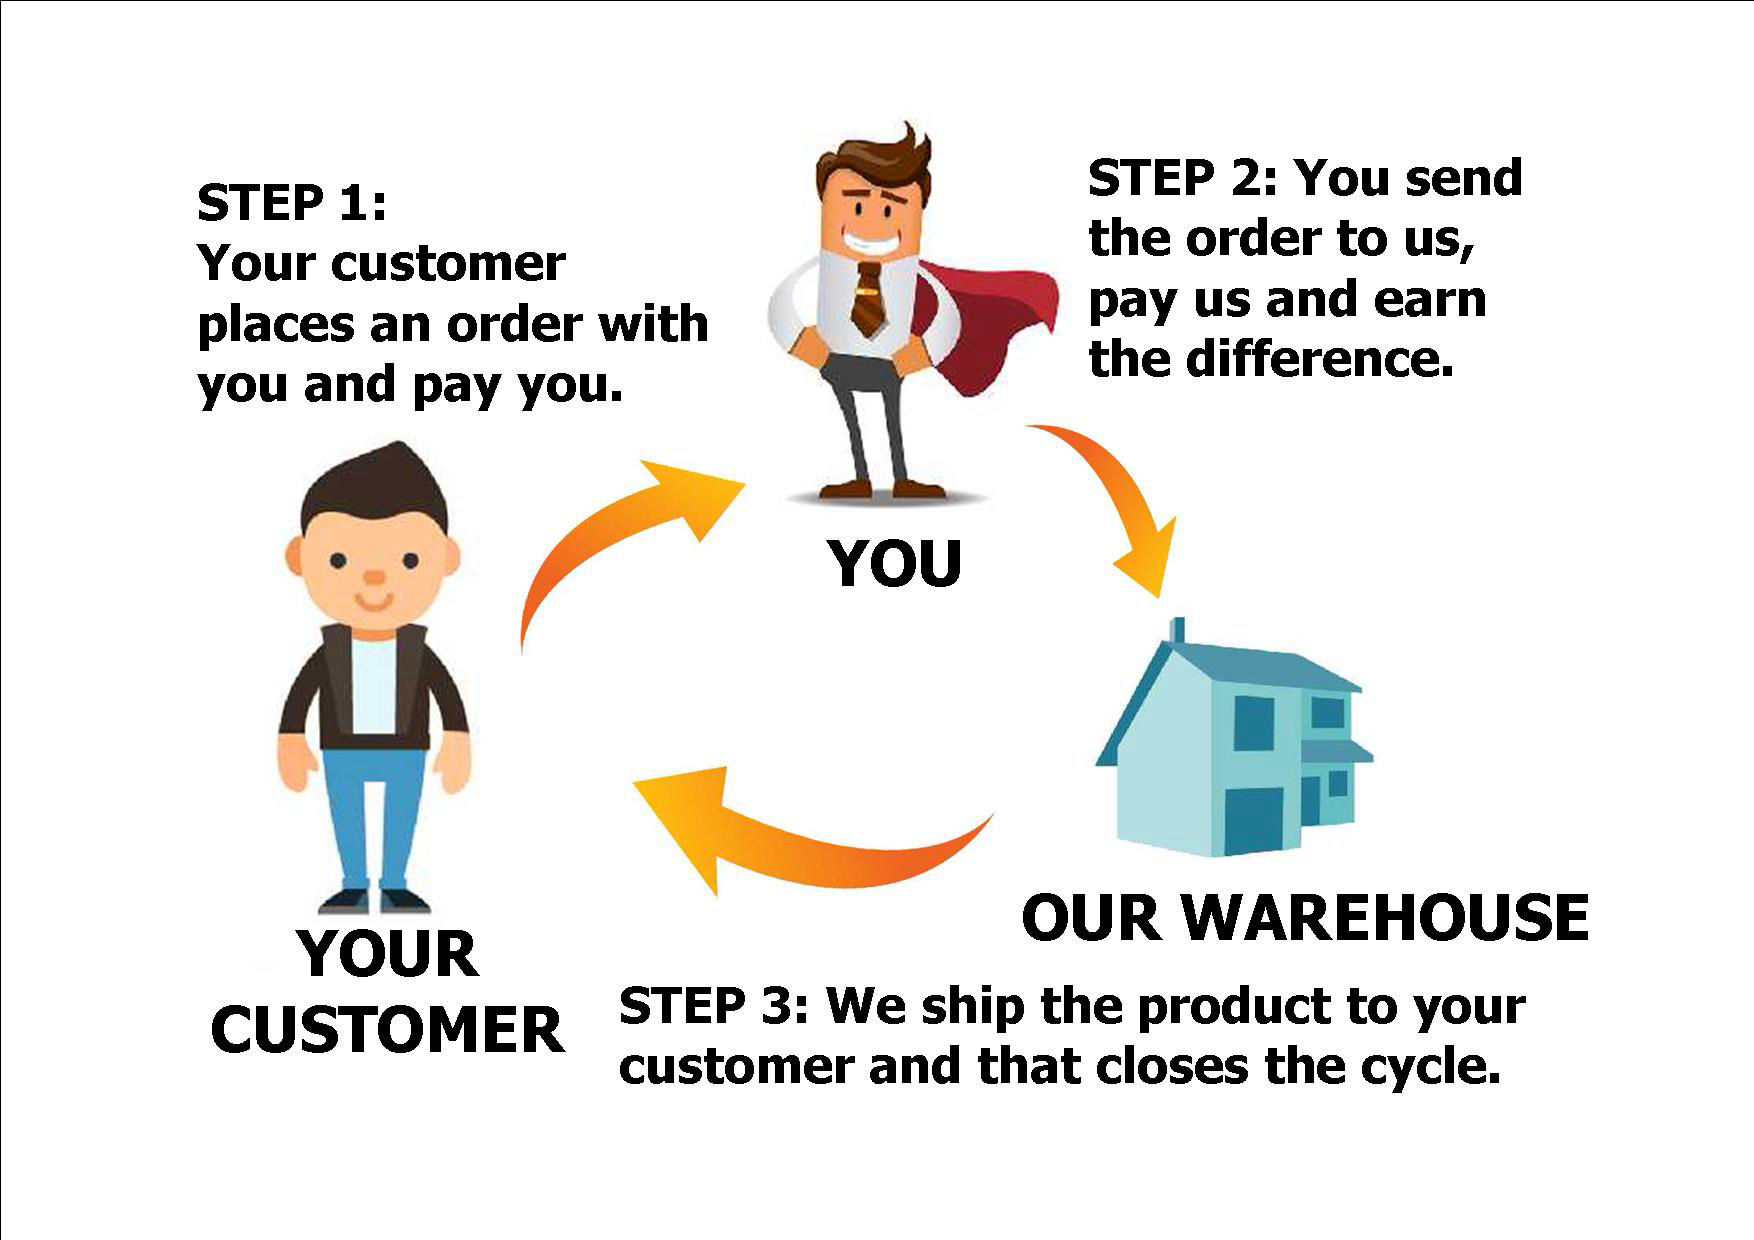 STEP 1:
Your customer
places an order with
you and pay you.
STEP 2: You send
the order to us,
pay us and earn
the difference.
YOU
YOUR
CUSTOMER
OUR WAREHOUSE
STEP 3: We ship the product to your
customer and that closes the cycle.